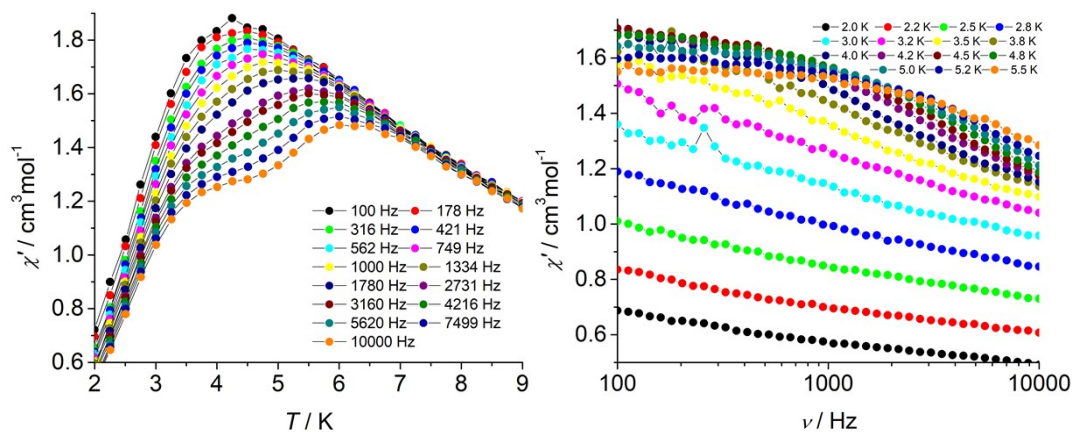 χ′ / cm³mol⁻¹
1.8
1.6
1.4
1.2
1.0
0.8
0.6
2 3 4 5 6 7 8 9
T / K
100 Hz 178 Hz
316 Hz 421 Hz
562 Hz 749 Hz
1000 Hz 1334 Hz
1780 Hz 2731 Hz
3160 Hz 4216 Hz
5620 Hz 7499 Hz
10000 Hz
χ′ / cm³mol⁻¹
1.6
1.4
1.2
1.0
0.8
0.6
100 1000 10000
ν / Hz
2.0 K 2.2 K 2.5 K 2.8 K
3.0 K 3.2 K 3.5 K 3.8 K
4.0 K 4.2 K 4.5 K 4.8 K
5.0 K 5.2 K 5.5 K